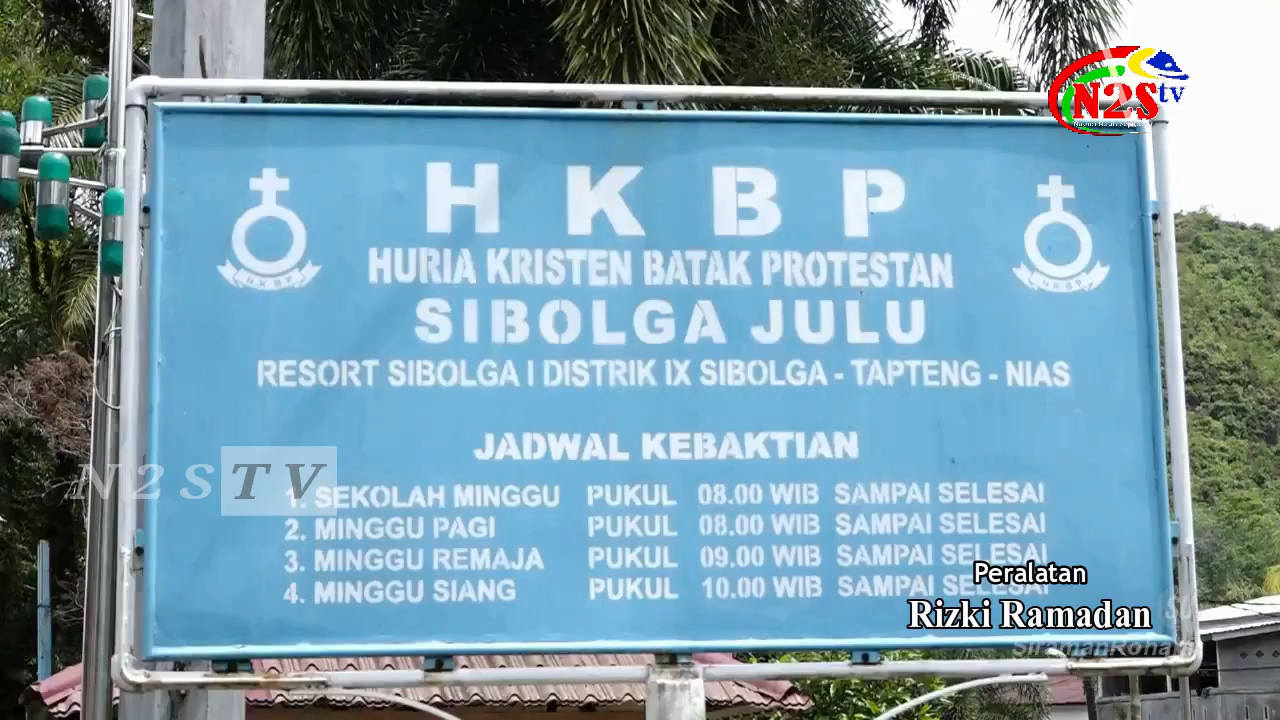 N2S tv
H K B P
HKBP
HKBP
HURIA KRISTEN BATAK PROTESTAN
SIBOLGA JULU
RESORT SIBOLGA I DISTRIK IX SIBOLGA - TAPTENG - NIAS
JADWAL KEBAKTIAN
N2STV
1. SEKOLAH MINGGU PUKUL 08.00 WIB SAMPAI SELESAI
2. MINGGU PAGI PUKUL 08.00 WIB SAMPAI SELESAI
3. MINGGU REMAJA PUKUL 09.00 WIB SAMPAI SELESAI
4. MINGGU SIANG PUKUL 10.00 WIB SAMPAI SELESAI
Peralatan
Rizki Ramadan